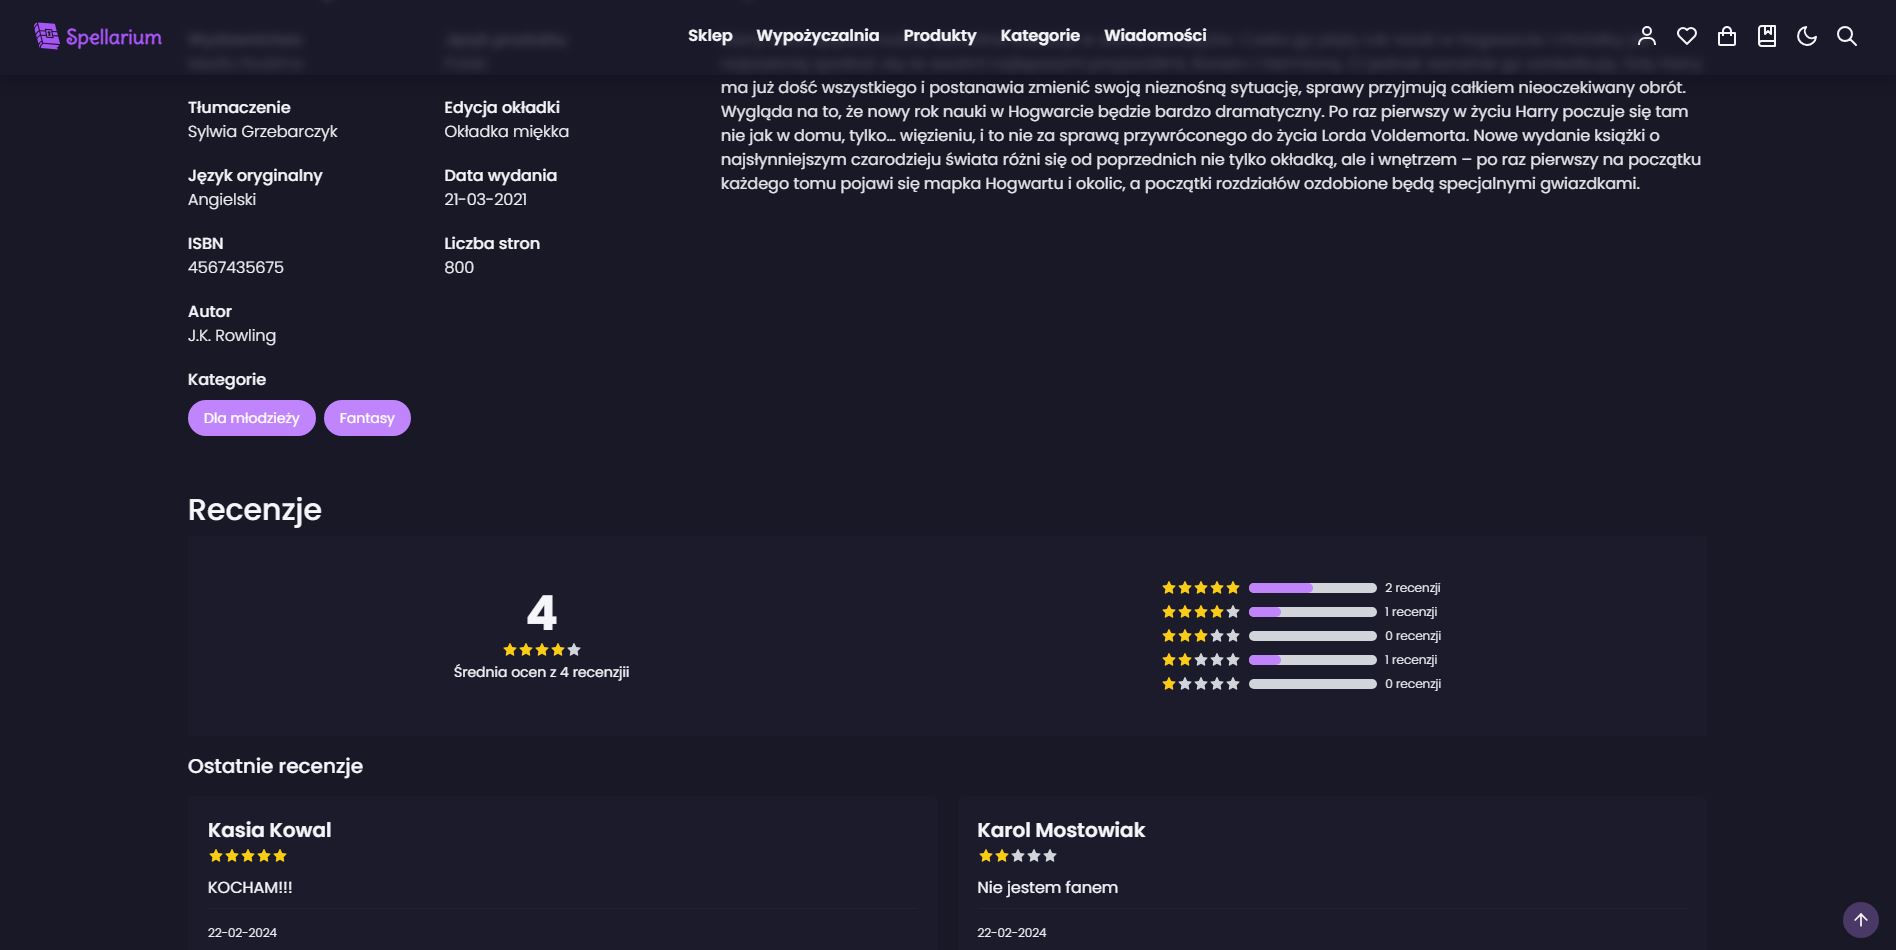 Spellarium
Sklep Wypożyczalnia Produkty Kategorie Wiadomości
Tłumaczenie
Sylwia Grzebarczyk
Edycja okładki
Okładka miękka
Język oryginalny
Angielski
Data wydania
21-03-2021
ISBN
4567435675
Liczba stron
800
Autor
J.K. Rowling
Kategorie
Dla młodzieży Fantasy
ma już dość wszystkiego i postanawia zmienić swoją nieznośną sytuację, sprawy przyjmują całkiem nieoczekiwany obrót.
Wygląda na to, że nowy rok nauki w Hogwarcie będzie bardzo dramatyczny. Po raz pierwszy w życiu Harry poczuje się tam
nie jak w domu, tylko... więzieniu, i to nie za sprawą przywróconego do życia Lorda Voldemorta. Nowe wydanie książki o
najsłynniejszym czarodzieju świata różni się od poprzednich nie tylko okładką, ale i wnętrzem – po raz pierwszy na początku
każdego tomu pojawi się mapka Hogwartu i okolic, a początki rozdziałów ozdobione będą specjalnymi gwiazdkami.
Recenzje
4
Średnia ocen z 4 recenzjii
2 recenzji
1 recenzji
0 recenzji
1 recenzji
0 recenzji
Ostatnie recenzje
Kasia Kowal
KOCHAM!!!
22-02-2024
Karol Mostowiak
Nie jestem fanem
22-02-2024